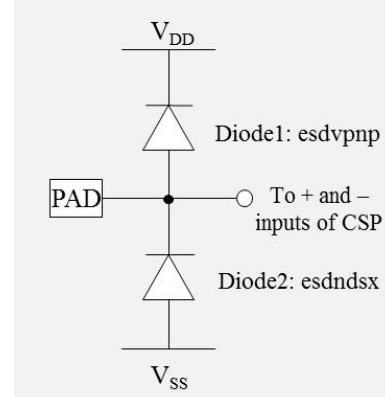 VDD
Diode1: esdvpnp
PAD
To + and –
inputs of CSP
Diode2: esdndsx
VSS